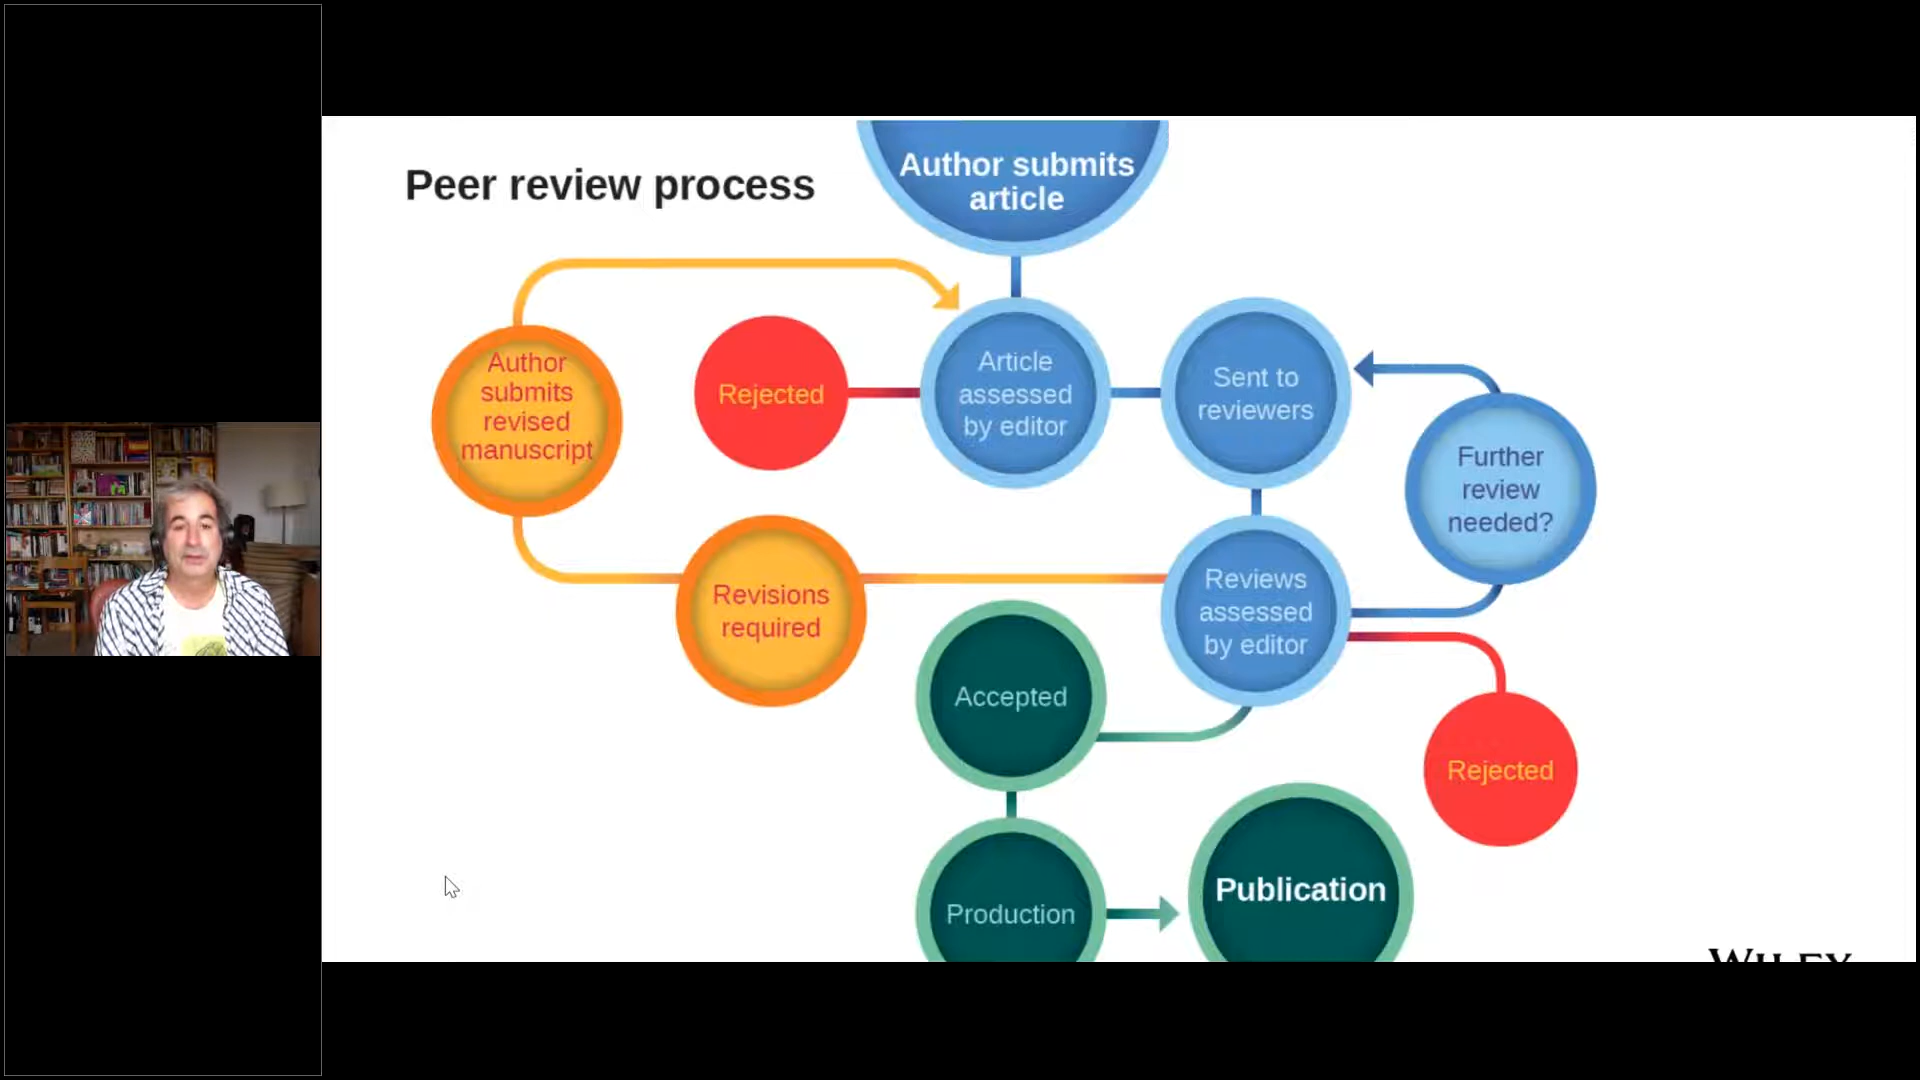 Peer review process
Author submits
article
Author
submits
revised
manuscript
Rejected
Article
assessed
by editor
Sent to
reviewers
Further
review
needed?
Revisions
required
Reviews
assessed
by editor
Accepted
Rejected
Production
Publication
WILEY